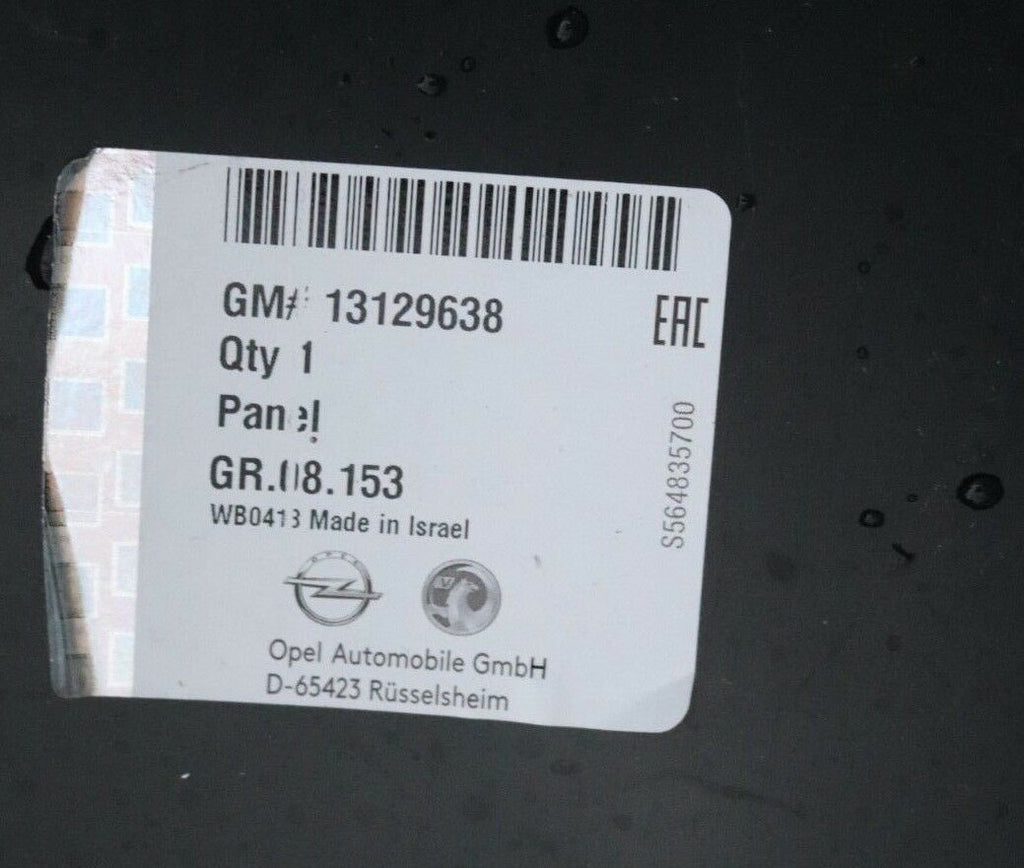 GM# 13129638
EAC
Qty 1
Panel
GR.08.153
WB0413 Made in Israel
S564835700
OPEL
Opel Automobile GmbH
D-65423 Rüsselsheim